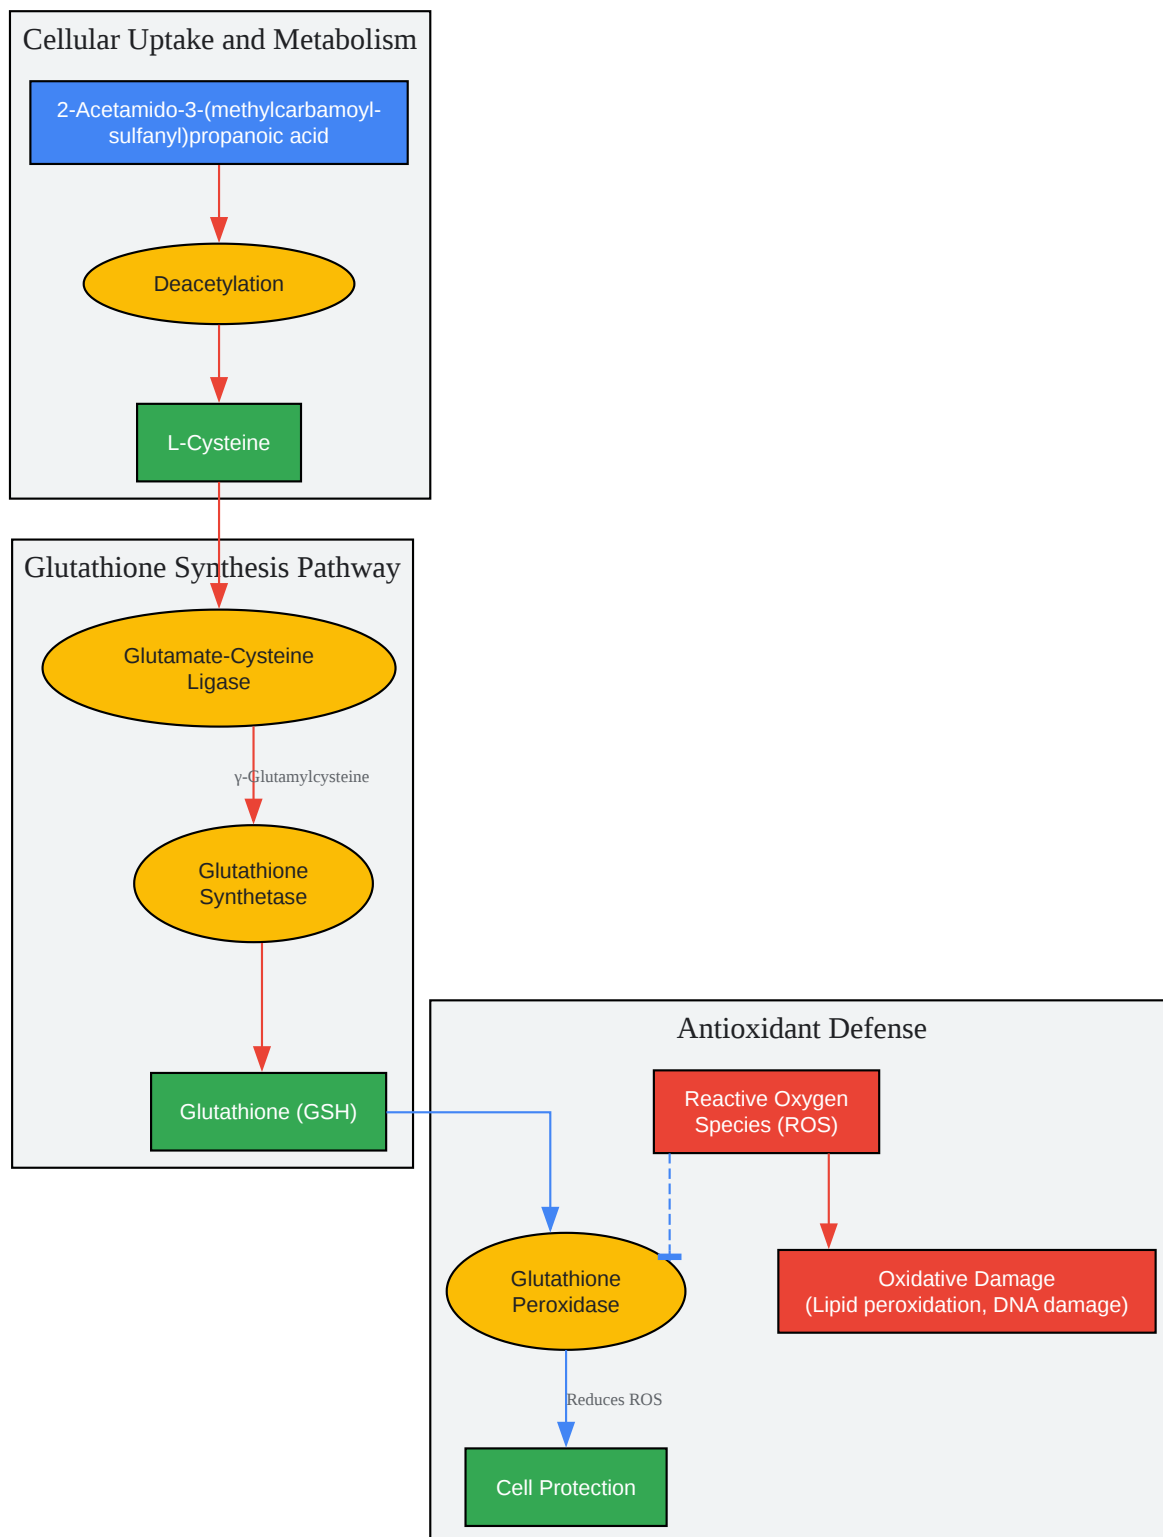 Cellular Uptake and Metabolism
2-Acetamido-3-(methylcarbamoyl-
sulfanyl)propanoic acid
Deacetylation
L-Cysteine
Glutathione Synthesis Pathway
Glutamate-Cysteine
Ligase
γ-Glutamylcysteine
Glutathione
Synthetase
Glutathione (GSH)
Antioxidant Defense
Reactive Oxygen
Species (ROS)
Glutathione
Peroxidase
Oxidative Damage
(Lipid peroxidation, DNA damage)
Reduces ROS
Cell Protection